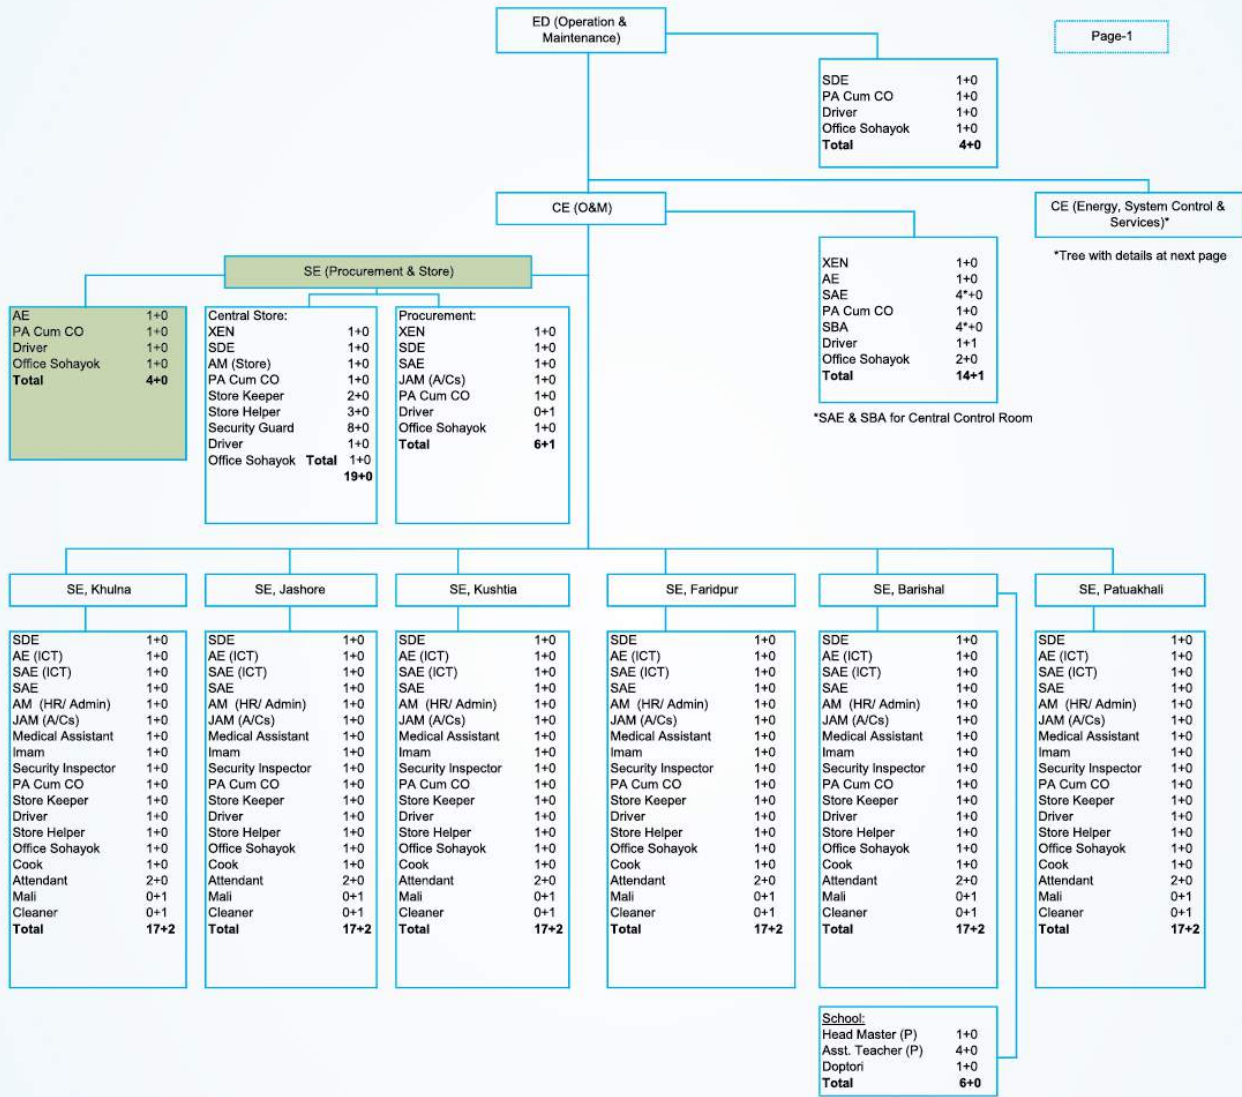 ED (Operation &
Maintenance)
Page-1
SDE 1+0
PA Cum CO 1+0
Driver 1+0
Office Sohayok 1+0
Total 4+0
CE (O&M)
CE (Energy, System Control &
Services)*
*Tree with details at next page
XEN 1+0
AE 1+0
SAE 4*+0
PA Cum CO 1+0
SBA 4*+0
Driver 1+1
Office Sohayok 2+0
Total 14+1
*SAE & SBA for Central Control Room
SE (Procurement & Store)
AE 1+0
PA Cum CO 1+0
Driver 1+0
Office Sohayok 1+0
Total 4+0
Central Store:
XEN 1+0
SDE 1+0
AM (Store) 1+0
PA Cum CO 1+0
Store Keeper 2+0
Store Helper 3+0
Security Guard 8+0
Driver 1+0
Office Sohayok Total 1+0
19+0
Procurement:
XEN 1+0
SDE 1+0
SAE 1+0
JAM (A/Cs) 1+0
PA Cum CO 1+0
Driver 0+1
Office Sohayok 1+0
Total 6+1
SE, Khulna
SDE 1+0
AE (ICT) 1+0
SAE (ICT) 1+0
SAE 1+0
AM (HR/ Admin) 1+0
JAM (A/Cs) 1+0
Medical Assistant 1+0
Imam 1+0
Security Inspector 1+0
PA Cum CO 1+0
Store Keeper 1+0
Driver 1+0
Store Helper 1+0
Office Sohayok 1+0
Cook 1+0
Attendant 2+0
Mali 0+1
Cleaner 0+1
Total 17+2
SE, Jashore
SDE 1+0
AE (ICT) 1+0
SAE (ICT) 1+0
SAE 1+0
AM (HR/ Admin) 1+0
JAM (A/Cs) 1+0
Medical Assistant 1+0
Imam 1+0
Security Inspector 1+0
PA Cum CO 1+0
Store Keeper 1+0
Driver 1+0
Store Helper 1+0
Office Sohayok 1+0
Cook 1+0
Attendant 2+0
Mali 0+1
Cleaner 0+1
Total 17+2
SE, Kushtia
SDE 1+0
AE (ICT) 1+0
SAE (ICT) 1+0
SAE 1+0
AM (HR/ Admin) 1+0
JAM (A/Cs) 1+0
Medical Assistant 1+0
Imam 1+0
Security Inspector 1+0
PA Cum CO 1+0
Store Keeper 1+0
Driver 1+0
Store Helper 1+0
Office Sohayok 1+0
Cook 1+0
Attendant 2+0
Mali 0+1
Cleaner 0+1
Total 17+2
SE, Faridpur
SDE 1+0
AE (ICT) 1+0
SAE (ICT) 1+0
SAE 1+0
AM (HR/ Admin) 1+0
JAM (A/Cs) 1+0
Medical Assistant 1+0
Imam 1+0
Security Inspector 1+0
PA Cum CO 1+0
Store Keeper 1+0
Driver 1+0
Store Helper 1+0
Office Sohayok 1+0
Cook 1+0
Attendant 2+0
Mali 0+1
Cleaner 0+1
Total 17+2
SE, Barishal
SDE 1+0
AE (ICT) 1+0
SAE (ICT) 1+0
SAE 1+0
AM (HR/ Admin) 1+0
JAM (A/Cs) 1+0
Medical Assistant 1+0
Imam 1+0
Security Inspector 1+0
PA Cum CO 1+0
Store Keeper 1+0
Driver 1+0
Store Helper 1+0
Office Sohayok 1+0
Cook 1+0
Attendant 2+0
Mali 0+1
Cleaner 0+1
Total 17+2
SE, Patuakhali
SDE 1+0
AE (ICT) 1+0
SAE (ICT) 1+0
SAE 1+0
AM (HR/ Admin) 1+0
JAM (A/Cs) 1+0
Medical Assistant 1+0
Imam 1+0
Security Inspector 1+0
PA Cum CO 1+0
Store Keeper 1+0
Driver 1+0
Store Helper 1+0
Office Sohayok 1+0
Cook 1+0
Attendant 2+0
Mali 0+1
Cleaner 0+1
Total 17+2
School:
Head Master (P) 1+0
Asst. Teacher (P) 4+0
Doptori 1+0
Total 6+0